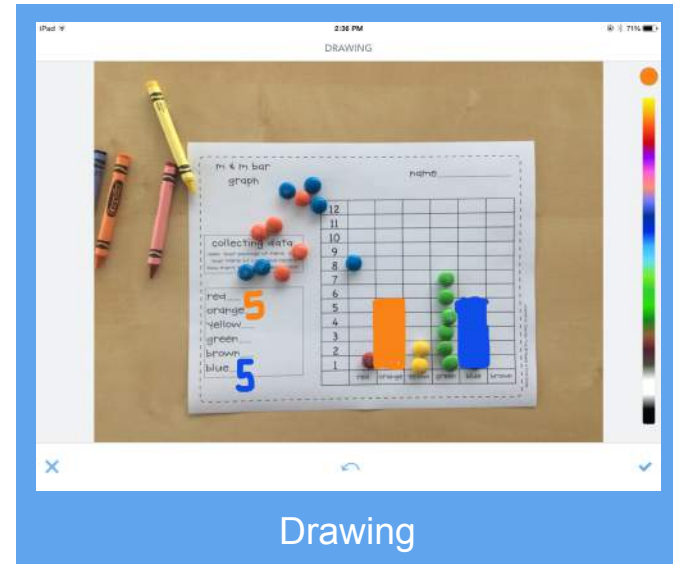 iPad
2:36 PM
71%
DRAWING
m & m bar
graph
name
12
11
10
9
8
7
6
5
4
3
2
1
collecting data
red
orange 5
yellow
green
brown
blue 5
red orange yellow green blue brown
Drawing